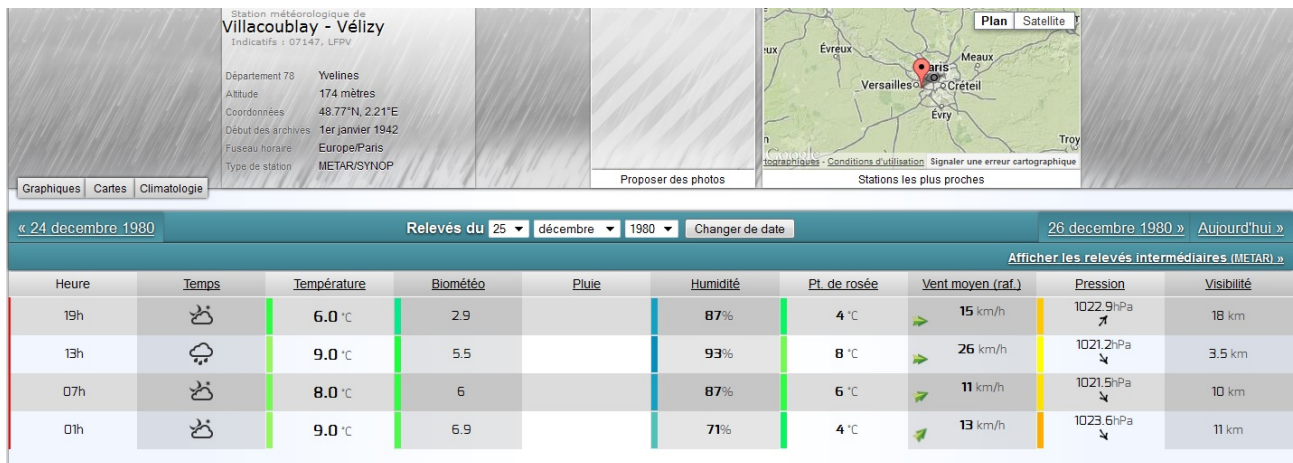 Station météorologique de
Villacoublay - Vélizy
Indicatifs : 07147, LFPV
Département 78 Yvelines
Altitude 174 mètres
Coordonnées 48.77°N, 2.21°E
Début des archives 1er janvier 1942
Fuseau horaire Europe/Paris
Type de station METAR/SYNOP
Graphiques Cartes Climatologie
Proposer des photos
Plan Satellite
Évreux
Meaux
Paris
Versailles Créteil
Évry
Troy
Conditions d'utilisation Signaler une erreur cartographique
Stations les plus proches
« 24 decembre 1980 Relevés du 25 décembre 1980 Changer de date 26 decembre 1980 » Aujourd'hui »
Afficher les relevés intermédiaires (METAR) »
Heure Temps Température Biométéo Pluie Humidité Pt. de rosée Vent moyen (raf.) Pression Visibilité
19h 6.0 °C 2.9 87% 4 °C 15 km/h 1022.9hPa 18 km
13h 9.0 °C 5.5 93% 8 °C 26 km/h 1021.2hPa 3.5 km
07h 8.0 °C 6 87% 6 °C 11 km/h 1021.5hPa 10 km
01h 9.0 °C 6.9 71% 4 °C 13 km/h 1023.6hPa 11 km